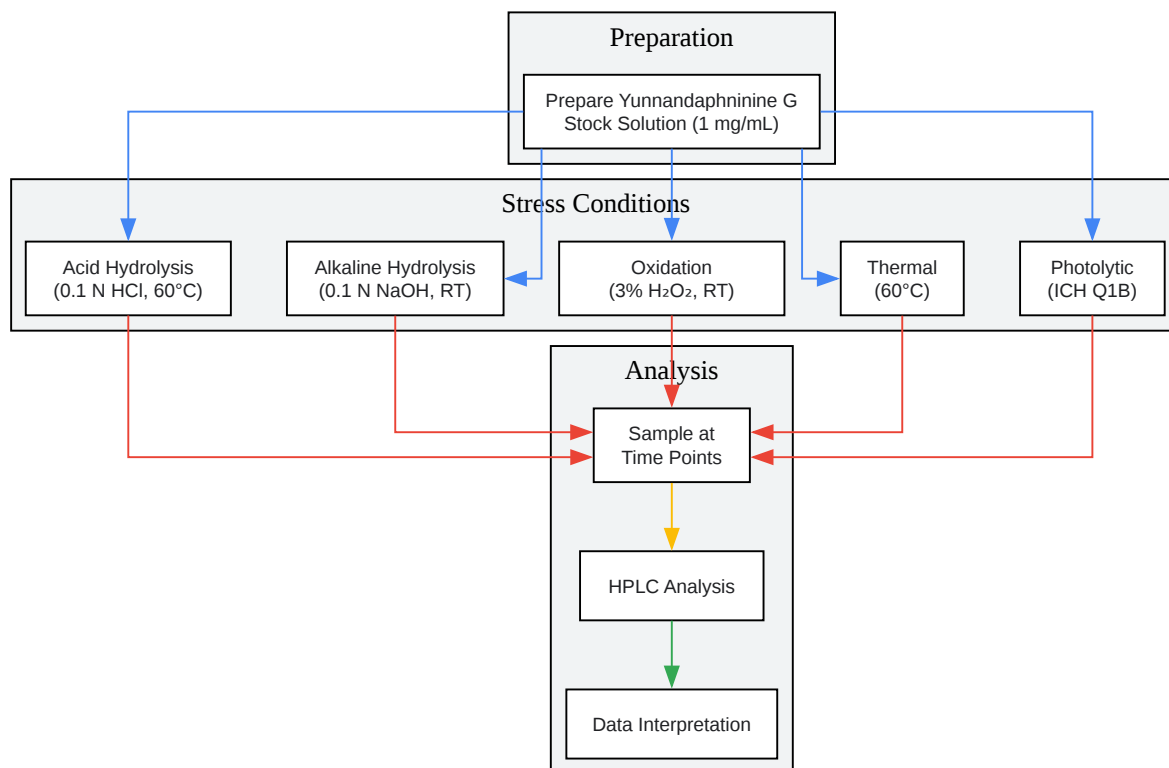 Preparation
Prepare Yunnandaphninine G
Stock Solution (1 mg/mL)
Stress Conditions
Acid Hydrolysis
(0.1 N HCl, 60°C)
Alkaline Hydrolysis
(0.1 N NaOH, RT)
Oxidation
(3% H₂O₂, RT)
Thermal
(60°C)
Photolytic
(ICH Q1B)
Analysis
Sample at
Time Points
HPLC Analysis
Data Interpretation